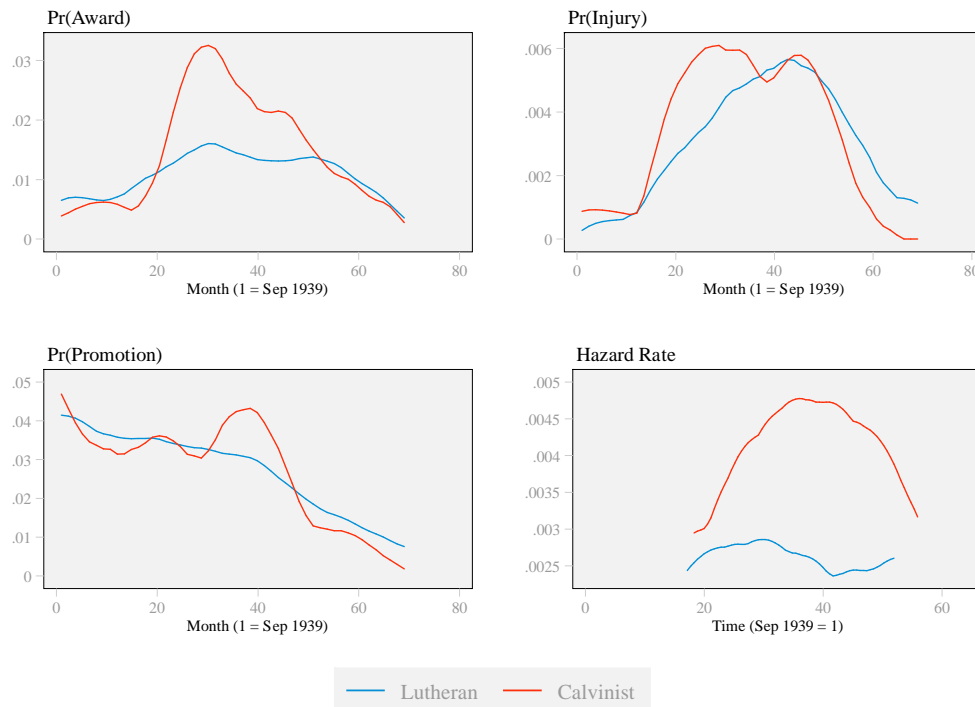 Pr(Award)
.03
.02
.01
0
0 20 40 60 80
Month (1 = Sep 1939)
Pr(Injury)
.006
.004
.002
0
0 20 40 60 80
Month (1 = Sep 1939)
Pr(Promotion)
.05
.04
.03
.02
.01
0
0 20 40 60 80
Month (1 = Sep 1939)
Hazard Rate
.005
.0045
.004
.0035
.003
.0025
0 20 40 60
Time (Sep 1939 = 1)
Lutheran Calvinist